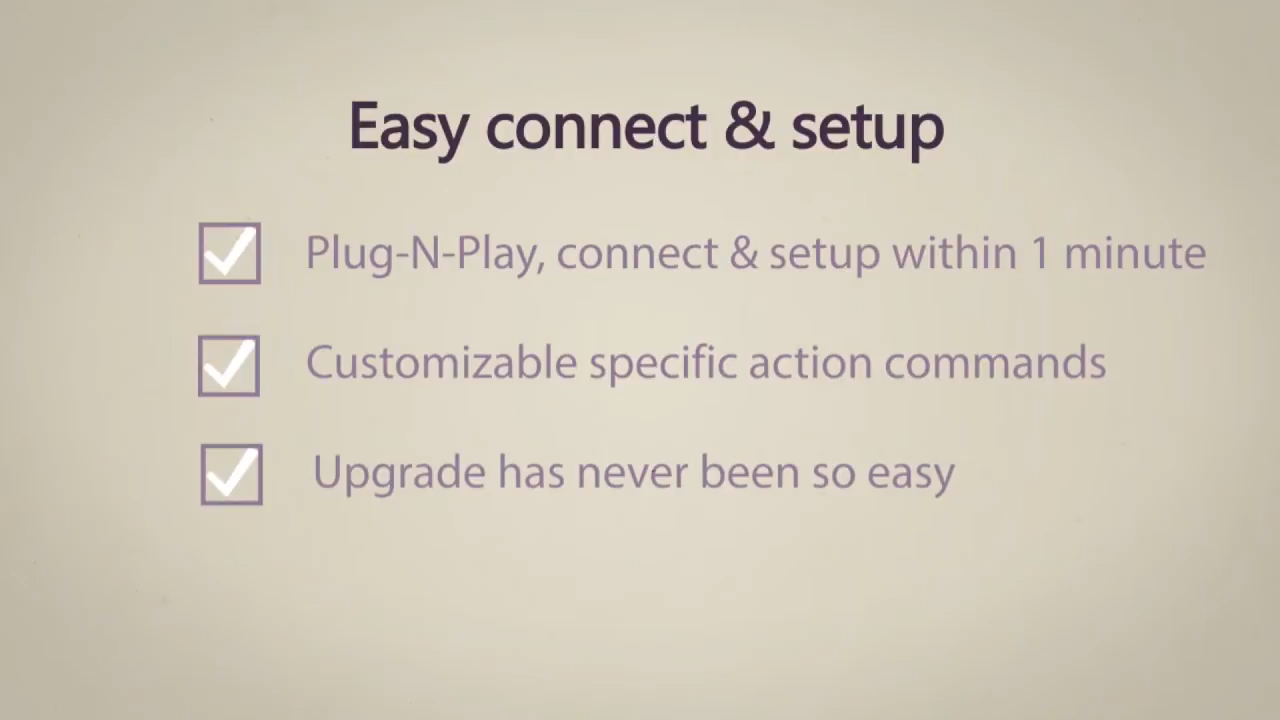 Easy connect & setup
Plug-N-Play, connect & setup within 1 minute
Customizable specific action commands
Upgrade has never been so easy